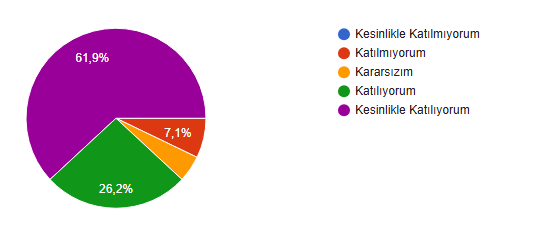 61,9%
7,1%
26,2%
Kesinlikle Katılmıyorum
Katılmıyorum
Kararsızım
Katılıyorum
Kesinlikle Katılıyorum